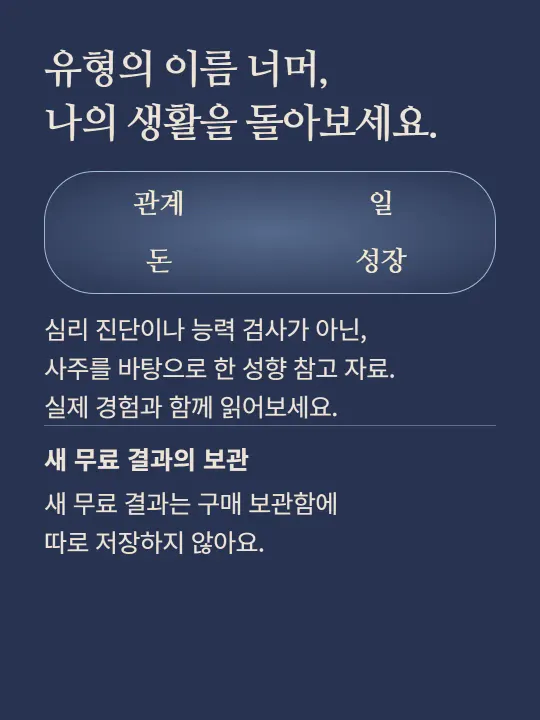 유형의 이름 너머,
나의 생활을 돌아보세요.
관계 일
돈 성장
심리 진단이나 능력 검사가 아닌,
사주를 바탕으로 한 성향 참고 자료.
실제 경험과 함께 읽어보세요.
새 무료 결과의 보관
새 무료 결과는 구매 보관함에
따로 저장하지 않아요.